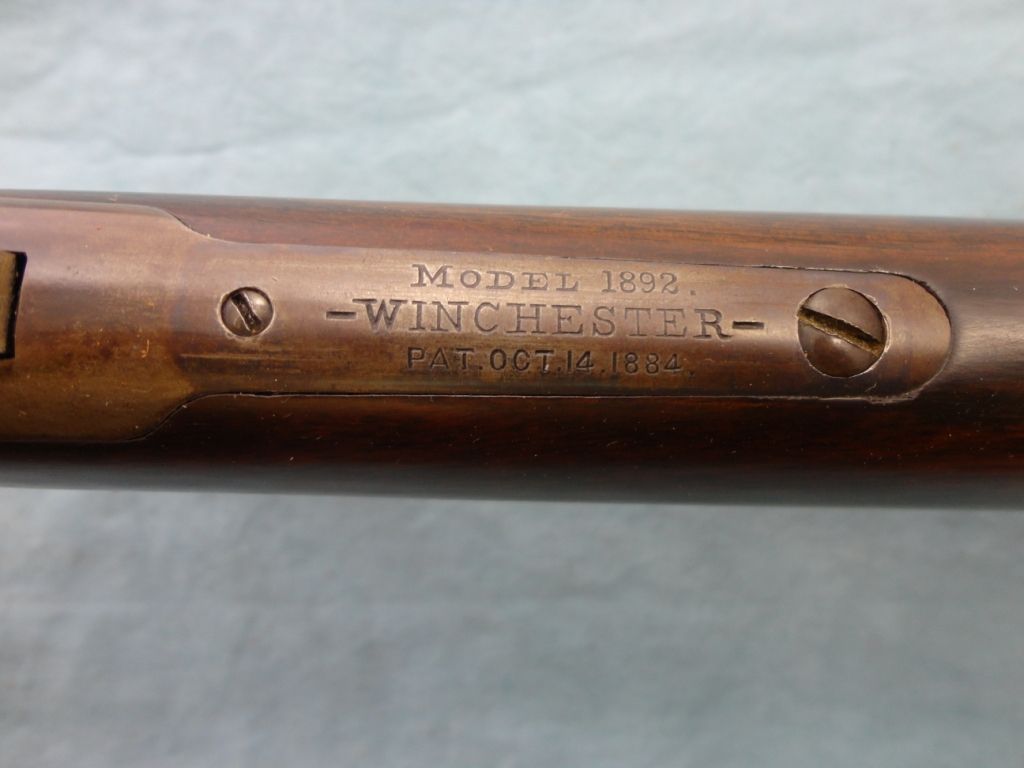 MODEL 1892.
-WINCHESTER-
PAT. OCT. 14. 1884.